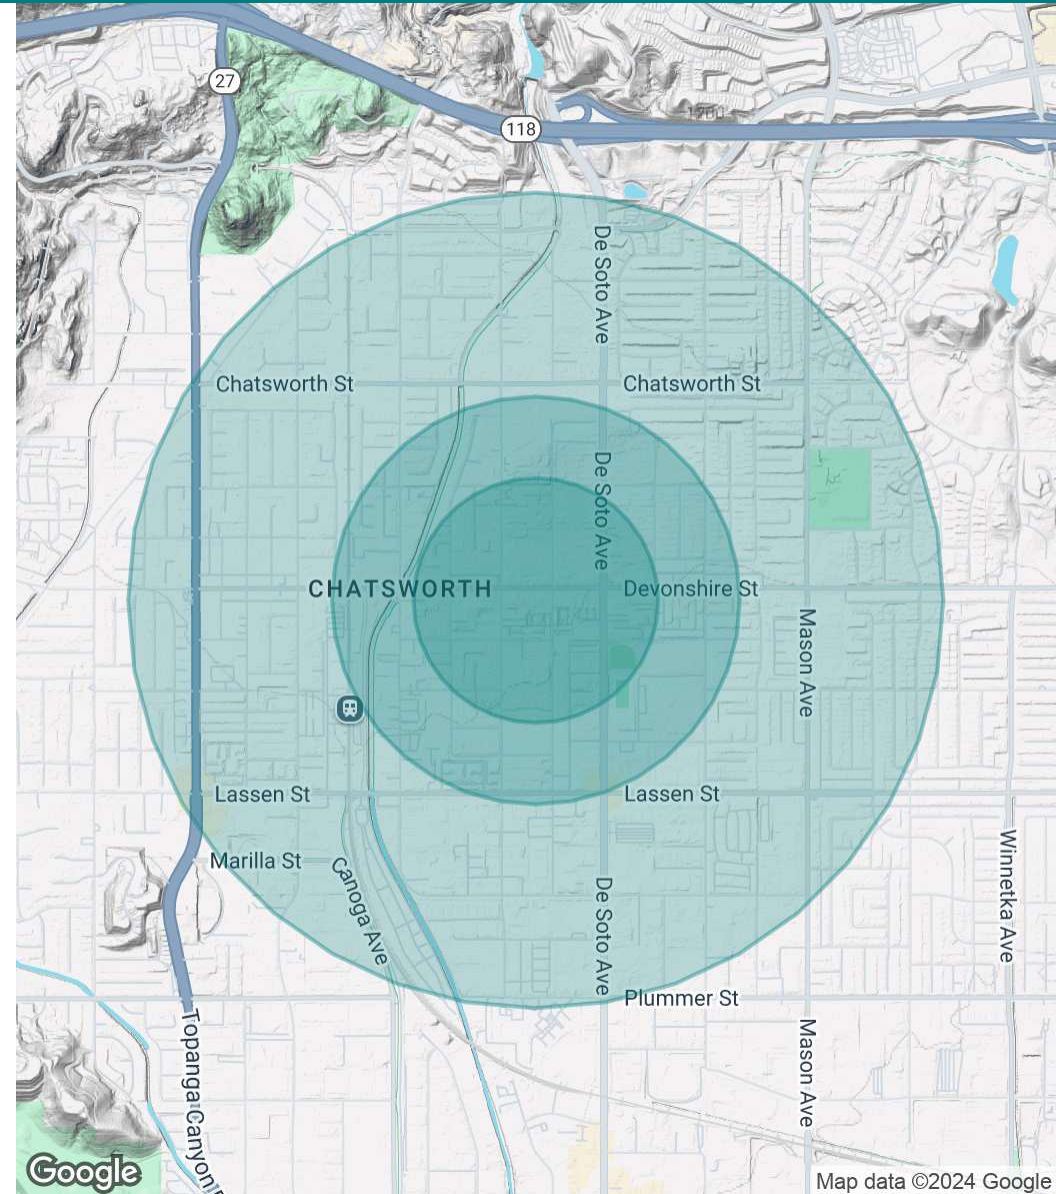 27
118
De Soto Ave
Chatsworth St
Chatsworth St
De Soto Ave
CHATSWORTH
Devonshire St
Mason Ave
Lassen St
Lassen St
Marilla St
Canoga Ave
De Soto Ave
Winnetka Ave
Plummer St
Topanga Canyon
Mason Ave
Google
Map data ©2024 Google